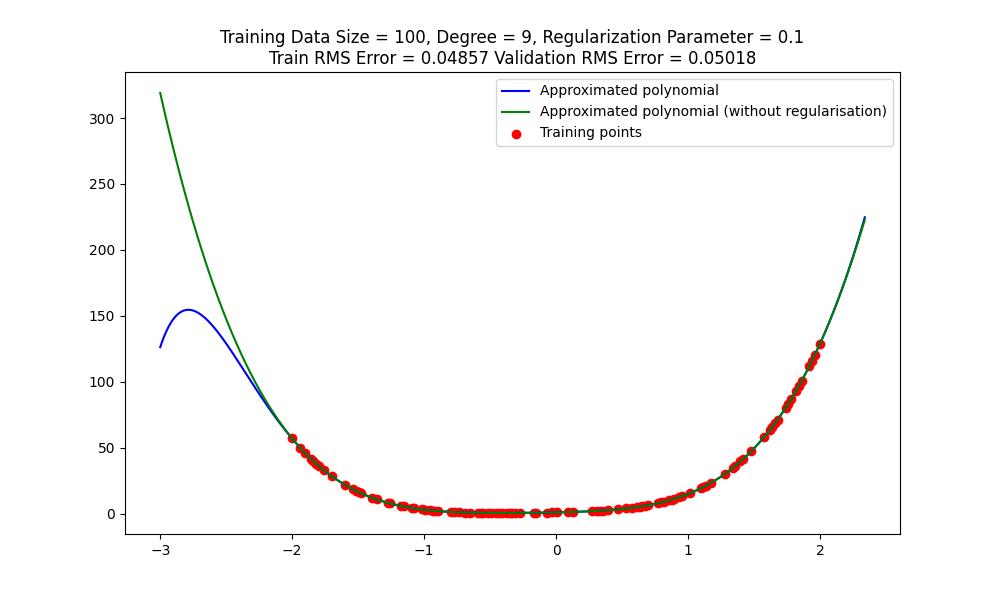 Training Data Size = 100, Degree = 9, Regularization Parameter = 0.1
Train RMS Error = 0.04857 Validation RMS Error = 0.05018
Approximated polynomial
Approximated polynomial (without regularisation)
Training points
300
250
200
150
100
50
0
−3 −2 −1 0 1 2